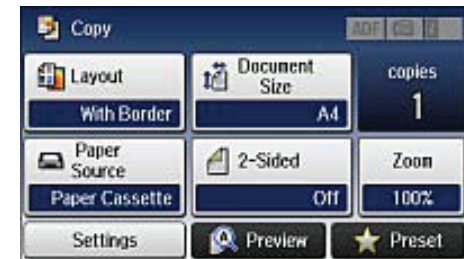 Copy
ADF
Layout
With Border
Document
Size
A4
copies
1
Paper
Source
Paper Cassette
2-Sided
Off
Zoom
100%
Settings
Preview
Preset